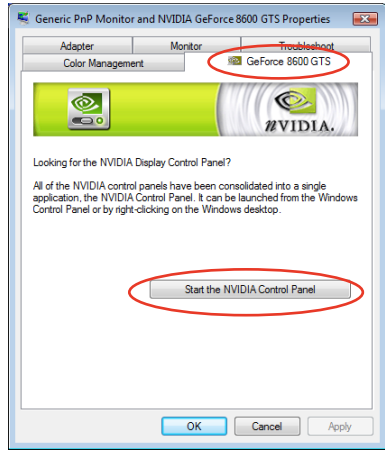 Generic PnP Monitor and NVIDIA GeForce 8600 GTS Properties
Adapter Monitor Troubleshoot
Color Management GeForce 8600 GTS
NVIDIA.
Looking for the NVIDIA Display Control Panel?
All of the NVIDIA control panels have been consolidated into a single
application, the NVIDIA Control Panel. It can be launched from the Windows
Control Panel or by right-clicking on the Windows desktop.
Start the NVIDIA Control Panel
OK Cancel Apply